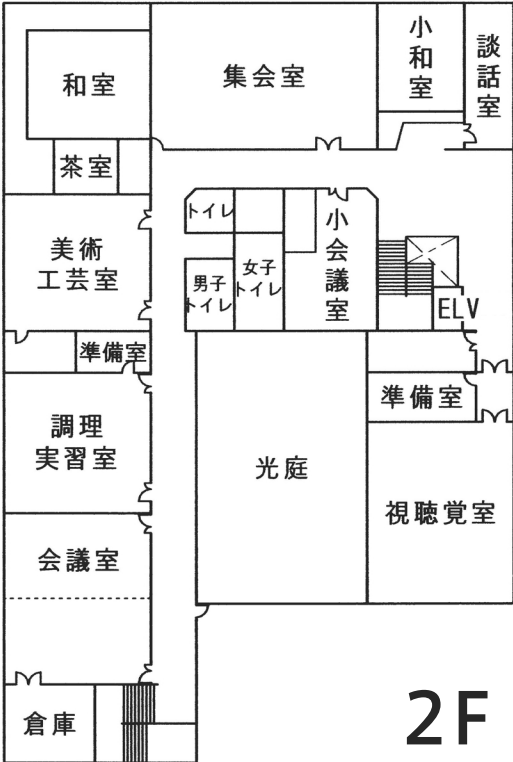 和室
集会室
小和室
談話室
茶室
トイレ
小会議室
美術
工芸室
男子
トイレ
女子
トイレ
ELV
準備室
準備室
調理
実習室
光庭
視聴覚室
会議室
倉庫
2F